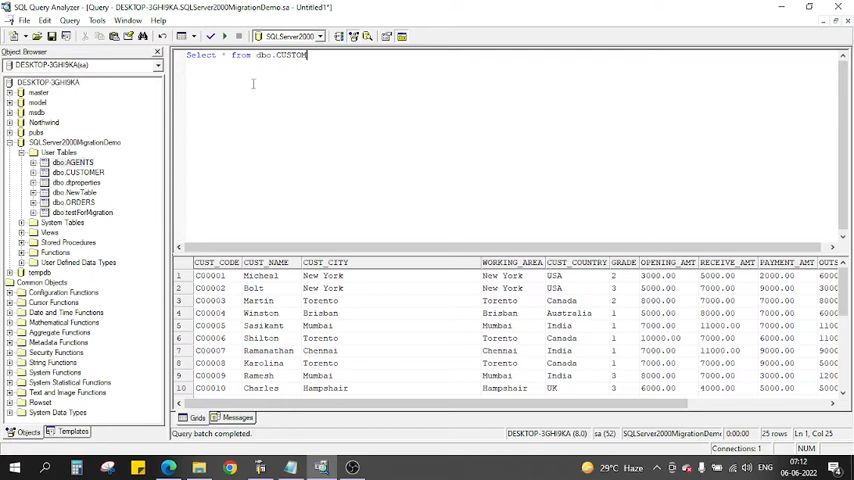 SQL Query Analyzer - [Query - DESKTOP-3GHI9KA.SQLServer2000MigrationDemo.sa - Untitled1*]
File Edit Query Tools Window Help
SQLServer2000
Object Browser
DESKTOP-3GHI9KA(sa)
DESKTOP-3GHI9KA
master
model
msdb
Northwind
pubs
SQLServer2000MigrationDemo
User Tables
dbo.AGENTS
dbo.CUSTOMER
dbo.dtproperties
dbo.NewTable
dbo.ORDERS
dbo.testForMigration
System Tables
Views
Stored Procedures
Functions
User Defined Data Types
tempdb
Common Objects
Configuration Functions
Cursor Functions
Date and Time Functions
Mathematical Functions
Aggregate Functions
Metadata Functions
Security Functions
String Functions
System Functions
System Statistical Functions
Text and Image Functions
Rowset
System Data Types
Objects Templates
Select * from dbo.CUSTOM
CUST_CODE CUST_NAME CUST_CITY WORKING_AREA CUST_COUNTRY GRADE OPENING_AMT RECEIVE_AMT PAYMENT_AMT OUTS
1 C00001 Micheal New York New York USA 2 3000.00 5000.00 2000.00 6000
2 C00002 Bolt New York New York USA 3 5000.00 7000.00 9000.00 3000
3 C00003 Martin Torento Torento Canada 2 8000.00 7000.00 7000.00 8000
4 C00004 Winston Brisban Brisban Australia 1 5000.00 8000.00 7000.00 6000
5 C00005 Sasikant Mumbai Mumbai India 1 7000.00 11000.00 7000.00 1100
6 C00006 Shilton Torento Torento Canada 1 10000.00 7000.00 6000.00 1100
7 C00007 Ramanathan Chennai Chennai India 1 7000.00 11000.00 9000.00 9000
8 C00008 Karolina Torento Torento Canada 1 7000.00 7000.00 9000.00 5000
9 C00009 Ramesh Mumbai Mumbai India 3 8000.00 7000.00 3000.00 1200
10 C00010 Charles Hampshair Hampshair UK 3 6000.00 4000.00 5000.00 5000
Grids Messages
Query batch completed. DESKTOP-3GHI9KA (8.0) sa (52) SQLServer2000MigrationDemo 0:00:00 25 rows Ln 1, Col 25
Connections: 1 NUM
29°C Haze ENG 07:12
06-06-2022
4